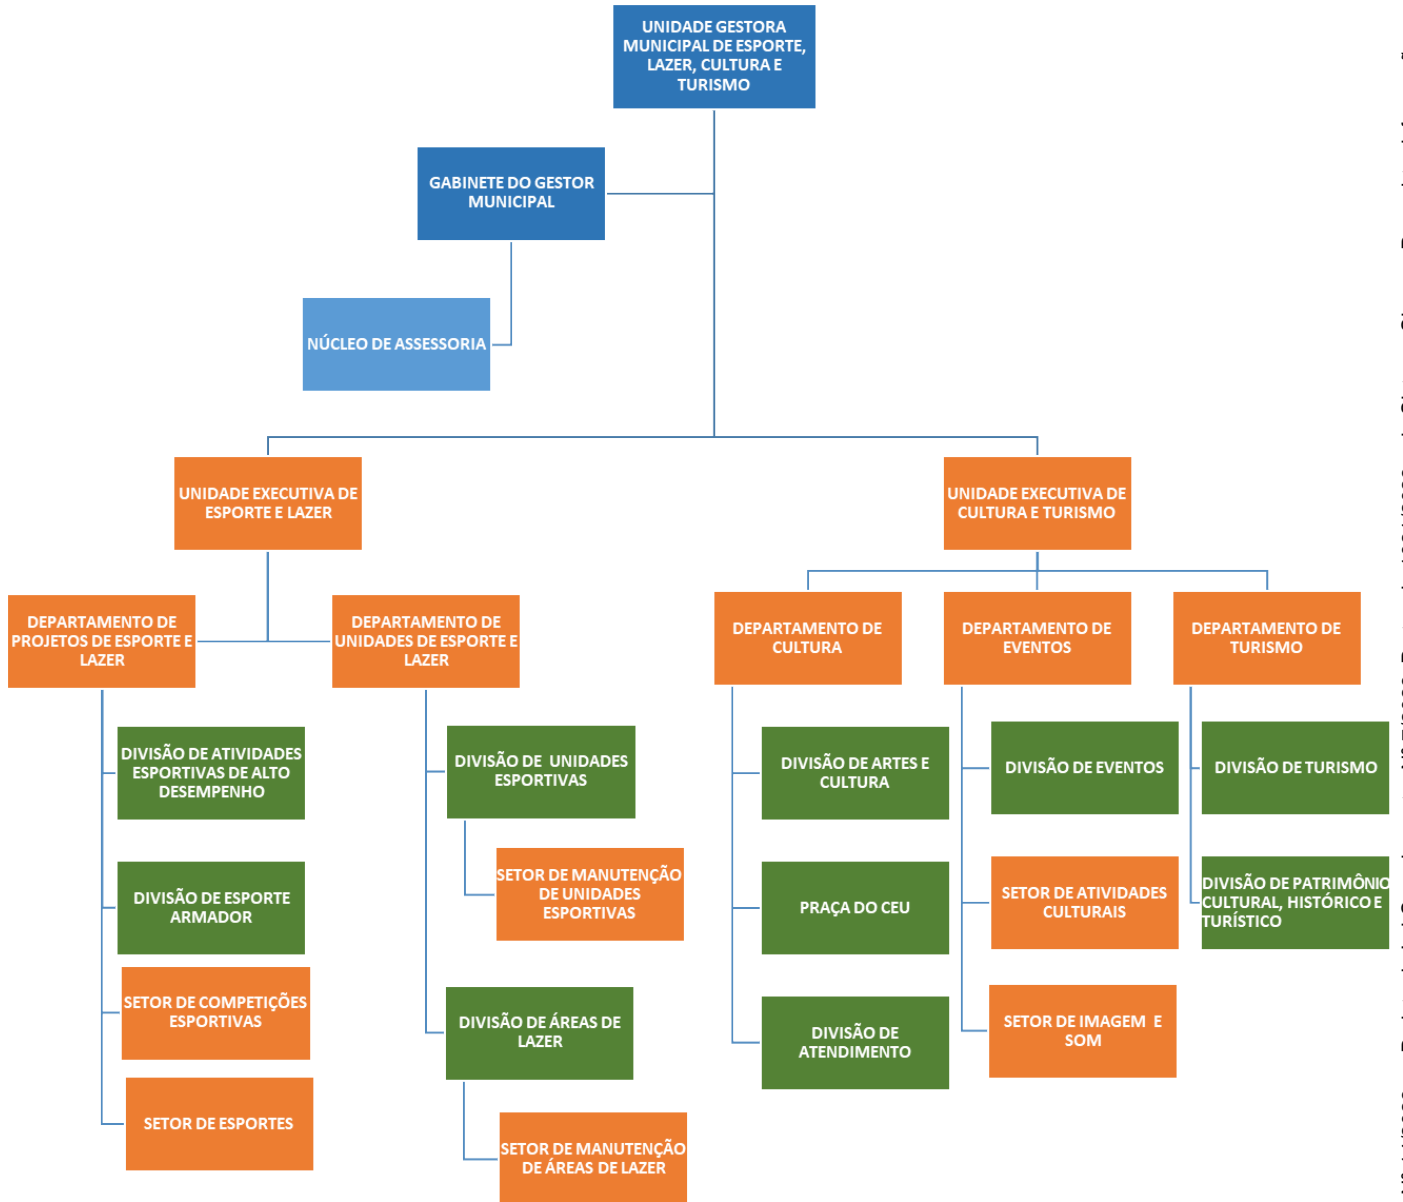 UNIDADE GESTORA
MUNICIPAL DE ESPORTE,
LAZER, CULTURA E
TURISMO
GABINETE DO GESTOR
MUNICIPAL
NÚCLEO DE ASSESSORIA
UNIDADE EXECUTIVA DE
ESPORTE E LAZER
UNIDADE EXECUTIVA DE
CULTURA E TURISMO
DEPARTAMENTO DE
PROJETOS DE ESPORTE E
LAZER
DEPARTAMENTO DE
UNIDADES DE ESPORTE E
LAZER
DEPARTAMENTO DE
CULTURA
DEPARTAMENTO DE
EVENTOS
DEPARTAMENTO DE
TURISMO
DIVISÃO DE ATIVIDADES
ESPORTIVAS DE ALTO
DESEMPENHO
DIVISÃO DE ESPORTE
ARMADOR
SETOR DE COMPETIÇÕES
ESPORTIVAS
SETOR DE ESPORTES
DIVISÃO DE UNIDADES
ESPORTIVAS
SETOR DE MANUTENÇÃO
DE UNIDADES
ESPORTIVAS
DIVISÃO DE ÁREAS DE
LAZER
SETOR DE MANUTENÇÃO
DE ÁREAS DE LAZER
DIVISÃO DE ARTES E
CULTURA
PRAÇA DO CEU
DIVISÃO DE
ATENDIMENTO
DIVISÃO DE EVENTOS
SETOR DE ATIVIDADES
CULTURAIS
SETOR DE IMAGEM E
SOM
DIVISÃO DE TURISMO
DIVISÃO DE PATRIMÔNIO
CULTURAL, HISTÓRICO E
TURÍSTICO